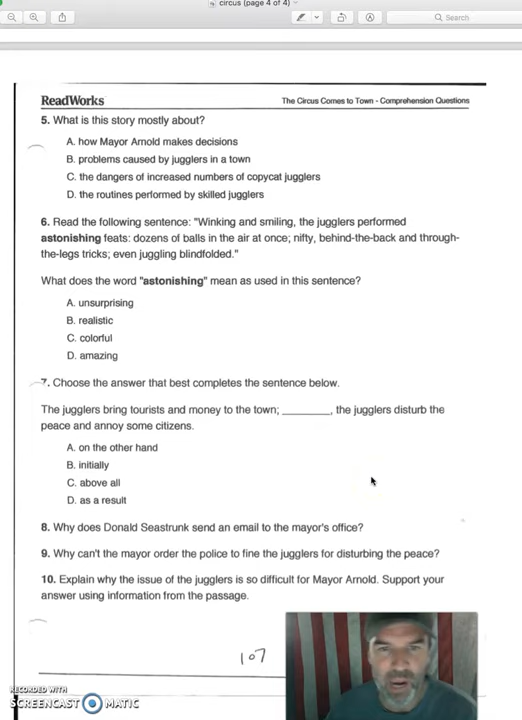 circus (page 4 of 4)
Search
ReadWorks
The Circus Comes to Town - Comprehension Questions
5. What is this story mostly about?
A. how Mayor Arnold makes decisions
B. problems caused by jugglers in a town
C. the dangers of increased numbers of copycat jugglers
D. the routines performed by skilled jugglers
6. Read the following sentence: "Winking and smiling, the jugglers performed
astonishing feats: dozens of balls in the air at once; nifty, behind-the-back and through-
the-legs tricks; even juggling blindfolded."
What does the word "astonishing" mean as used in this sentence?
A. unsurprising
B. realistic
C. colorful
D. amazing
7. Choose the answer that best completes the sentence below.
The jugglers bring tourists and money to the town; ________, the jugglers disturb the
peace and annoy some citizens.
A. on the other hand
B. initially
C. above all
D. as a result
8. Why does Donald Seastrunk send an email to the mayor's office?
9. Why can't the mayor order the police to fine the jugglers for disturbing the peace?
10. Explain why the issue of the jugglers is so difficult for Mayor Arnold. Support your
answer using information from the passage.
107
RECORDED WITH
SCREENCAST MATIC